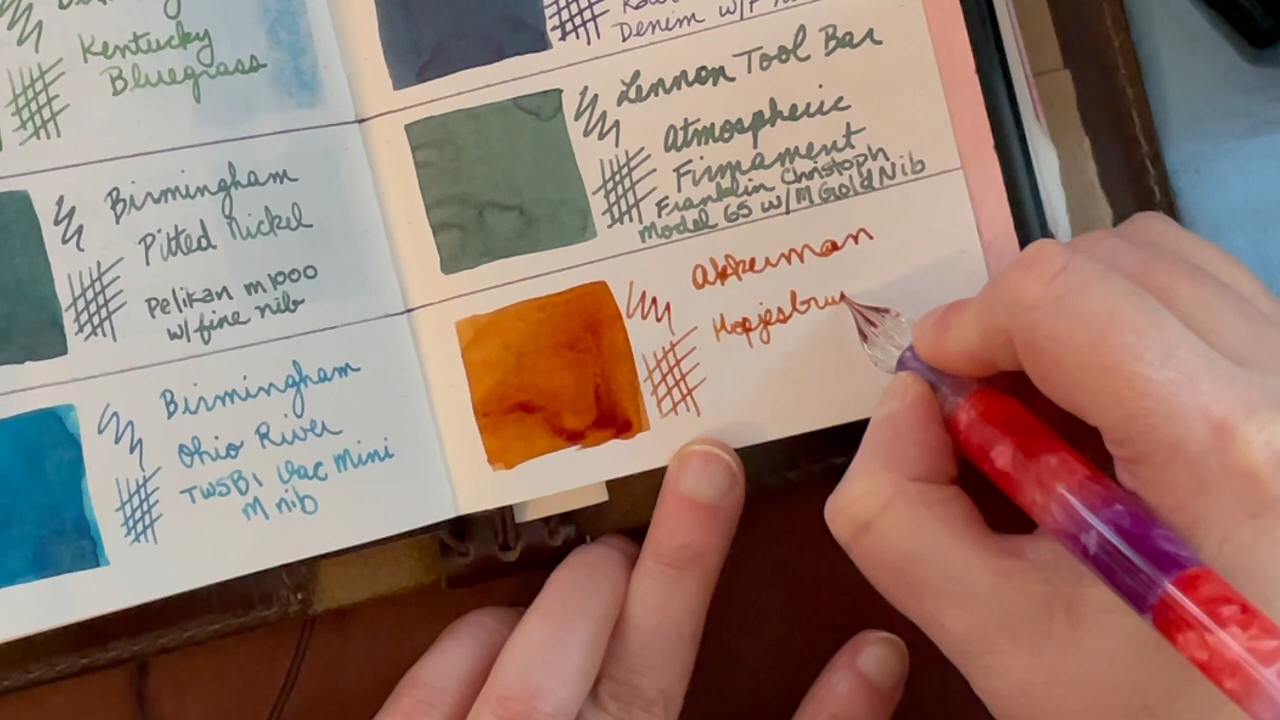 Kentucky
Bluegrass
Birmingham
Pitted Nickel
Pelikan m1000
w/fine nib
Birmingham
Ohio River
TWSBI Vac Mini
M nib
Denim w/F
Lennon Tool Bar
Atmospheric
Firmament
Franklin Christoph
Model 65 w/M Gold Nib
Akkerman
Hopjesbrui